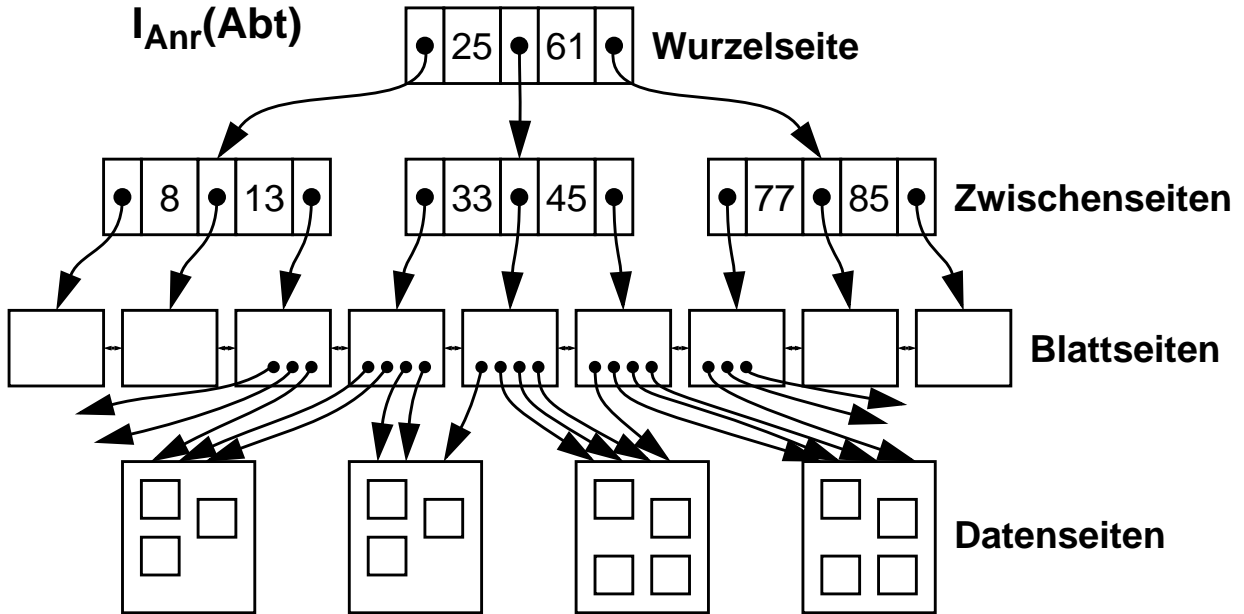 I_Anr(Abt)
25 61 Wurzelseite
8 13 33 45 77 85 Zwischenseiten
Blattseiten
Datenseiten